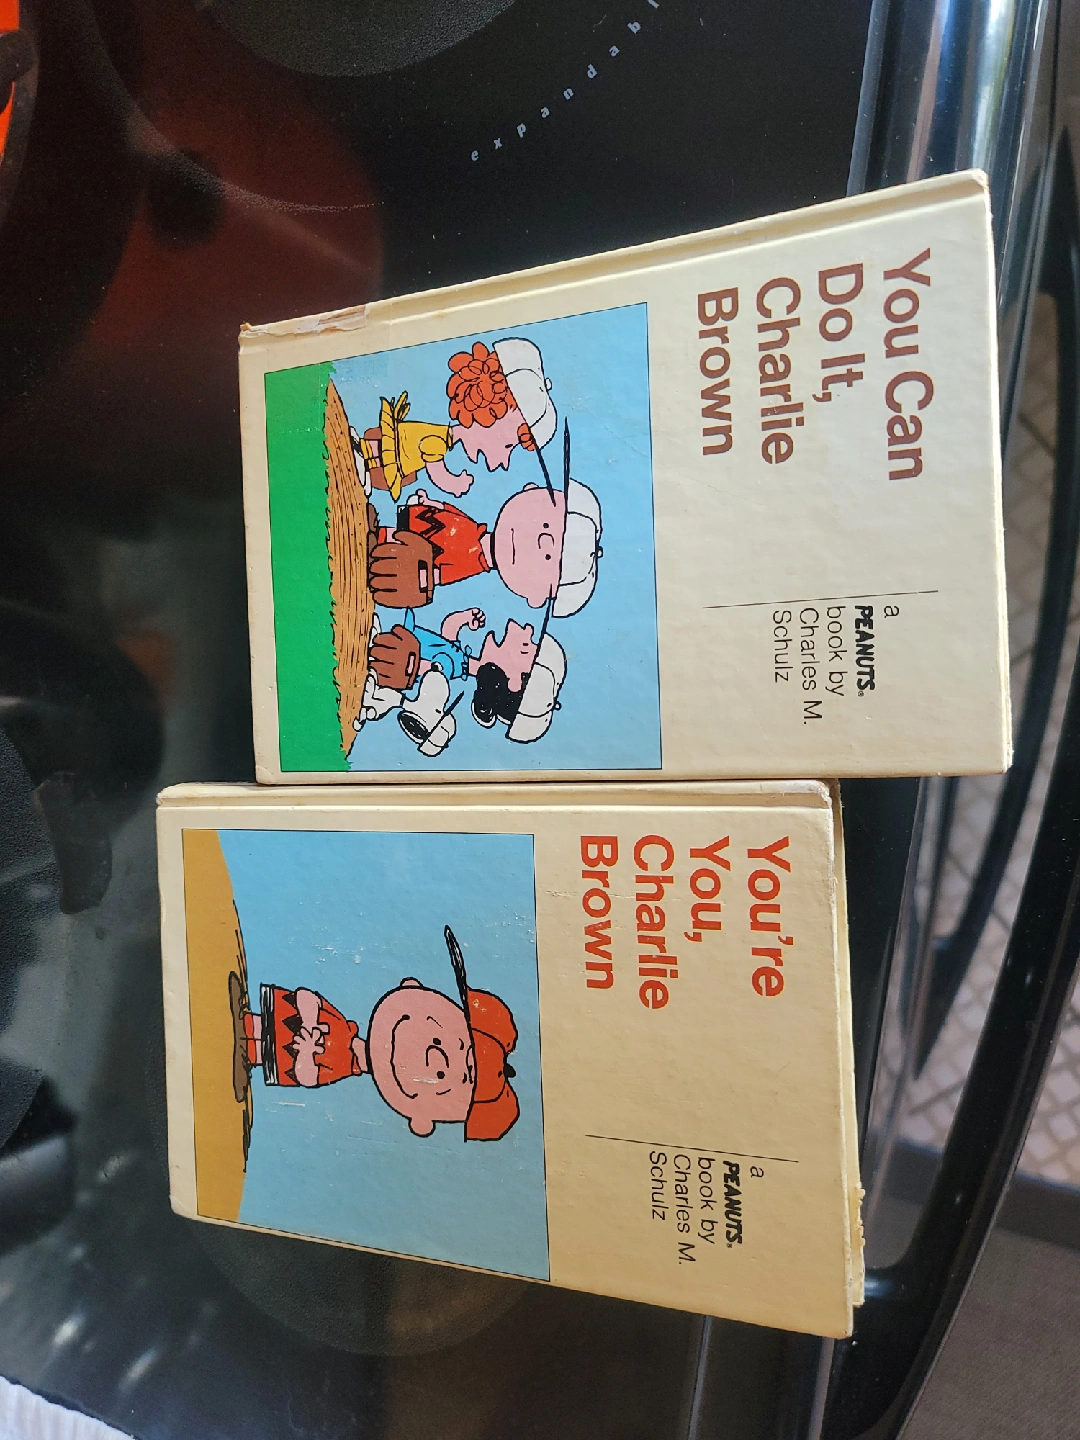 You Can
Do It,
Charlie
Brown
a
PEANUTS®
book by
Charles M.
Schulz
You're
You,
Charlie
Brown
a
PEANUTS®
book by
Charles M.
Schulz
expandabl